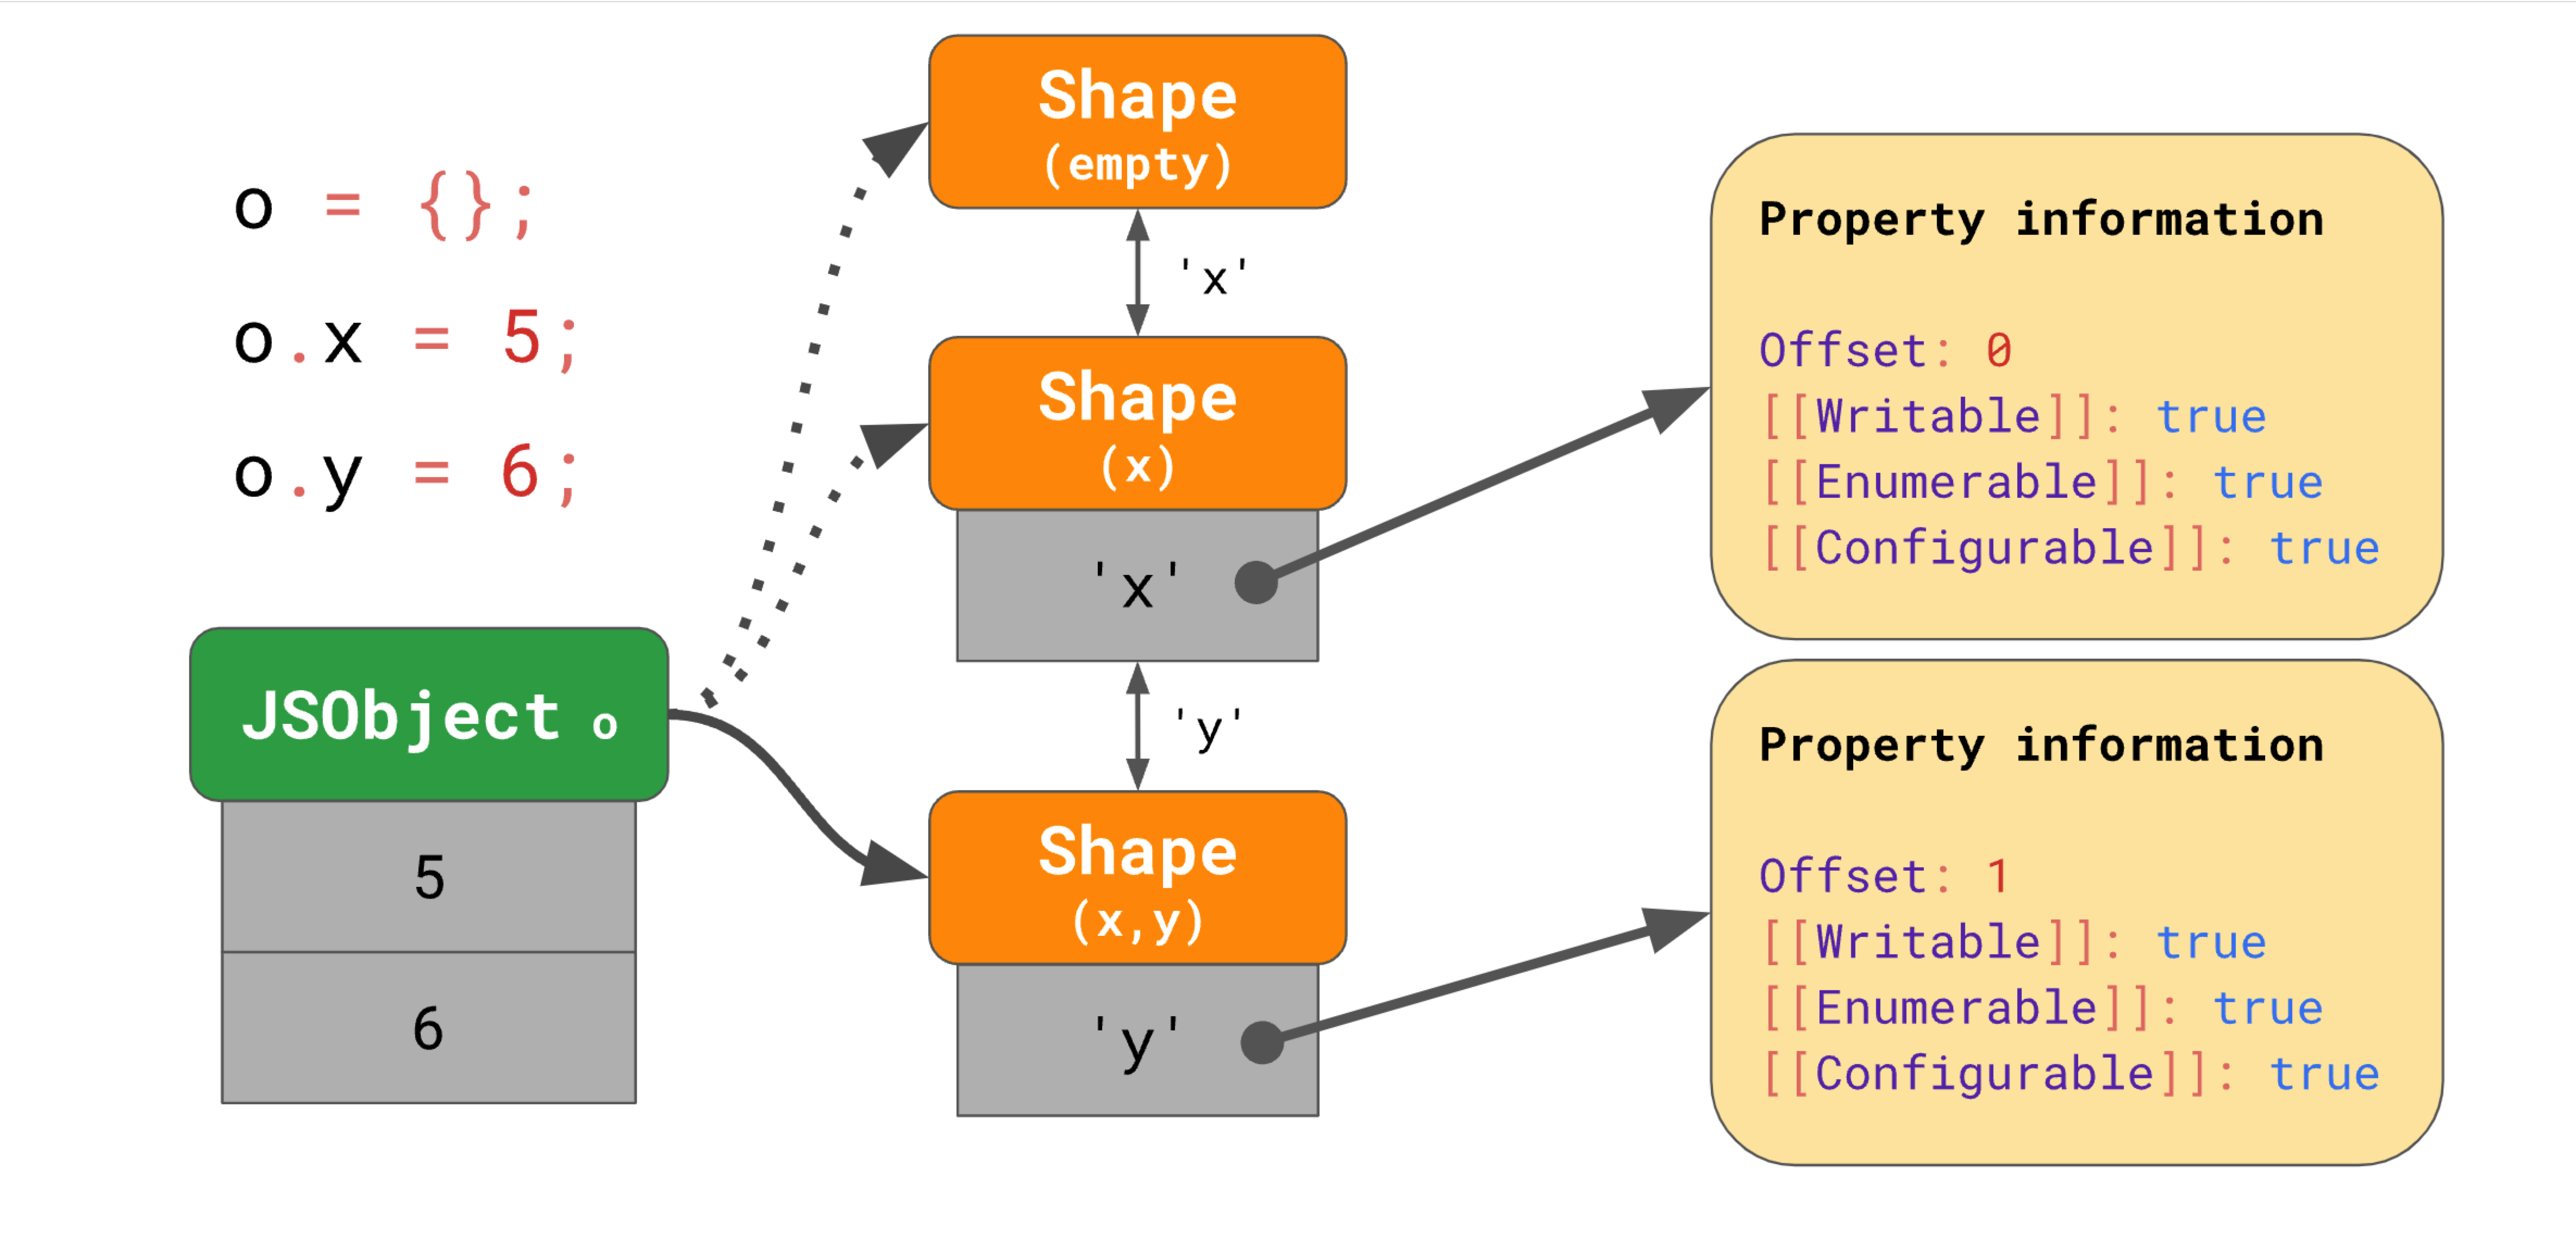 o = {};
o.x = 5;
o.y = 6;
JSObject o
5
6
Shape
(empty)
'x'
Shape
(x)
'x'
'y'
Shape
(x,y)
'y'
Property information
Offset: 0
[[Writable]]: true
[[Enumerable]]: true
[[Configurable]]: true
Property information
Offset: 1
[[Writable]]: true
[[Enumerable]]: true
[[Configurable]]: true